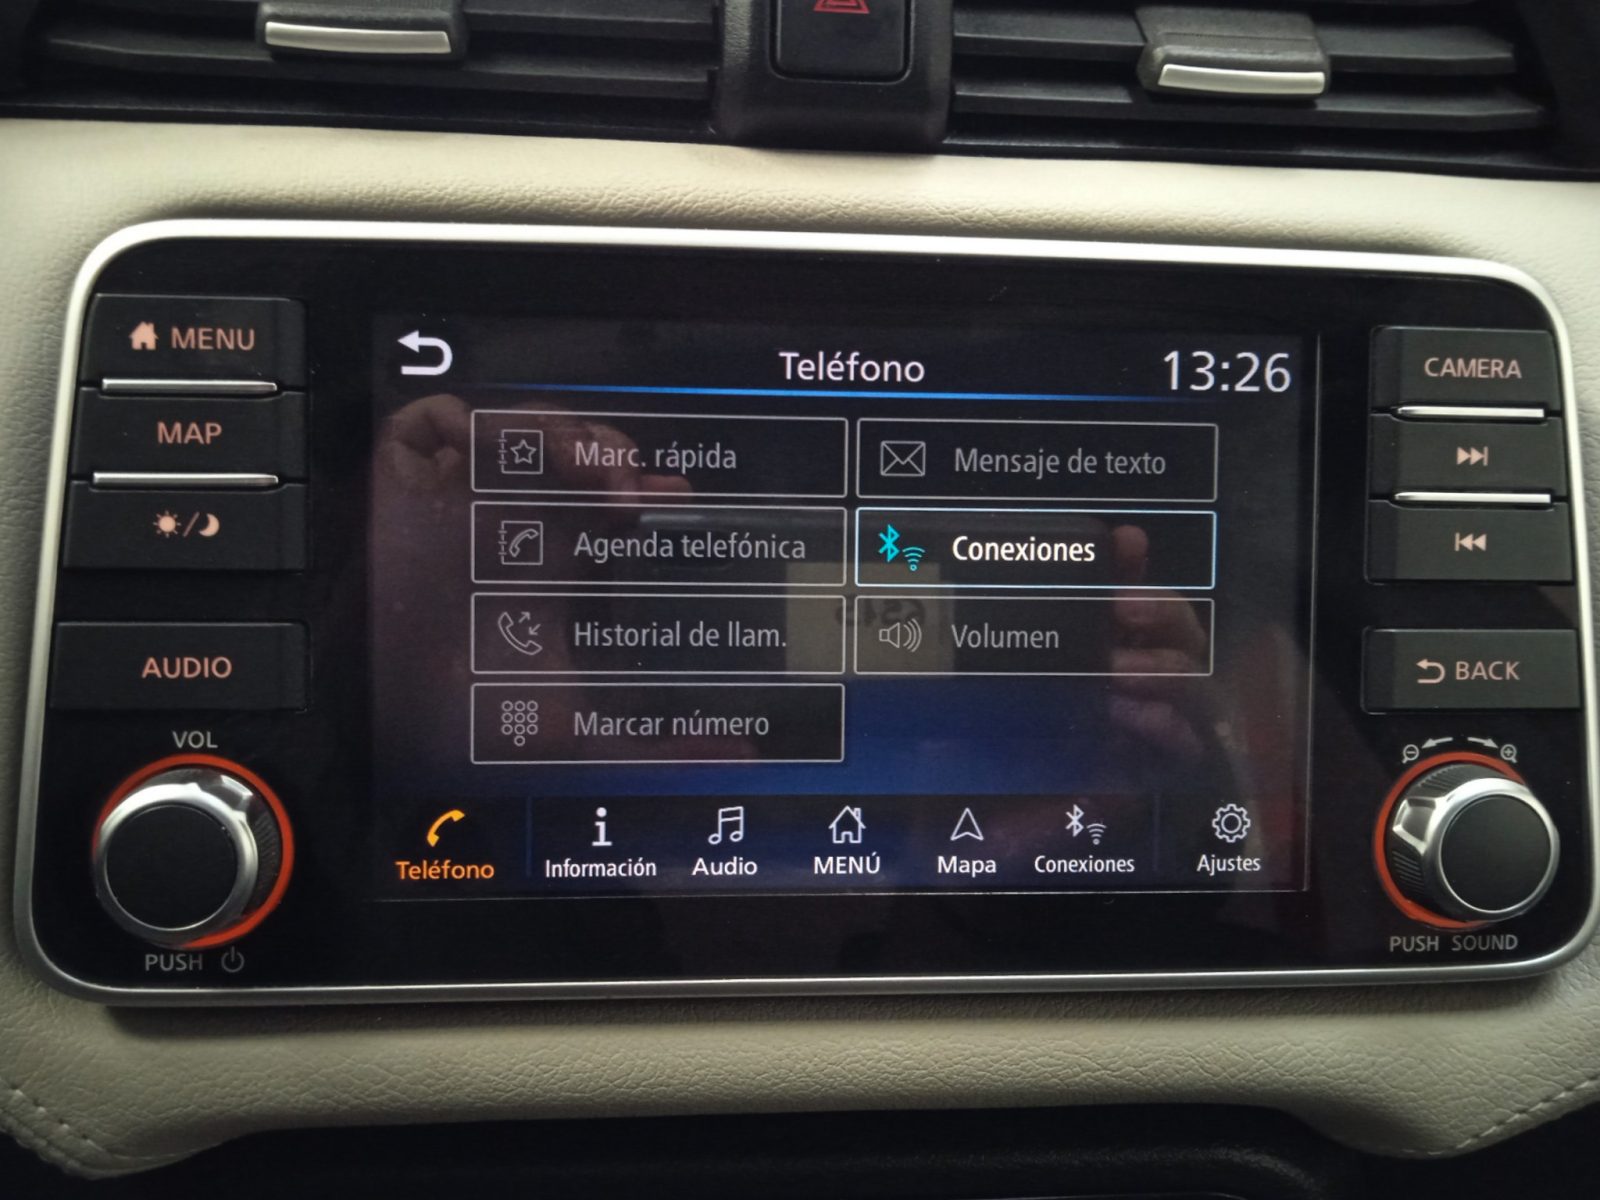 MENU
MAP
AUDIO
VOL
PUSH
Teléfono
13:26
Marc. rápida
Mensaje de texto
Agenda telefónica
Conexiones
Historial de llam.
Volumen
Marcar número
Teléfono
Información
Audio
MENÚ
Mapa
Conexiones
Ajustes
CAMERA
BACK
PUSH SOUND